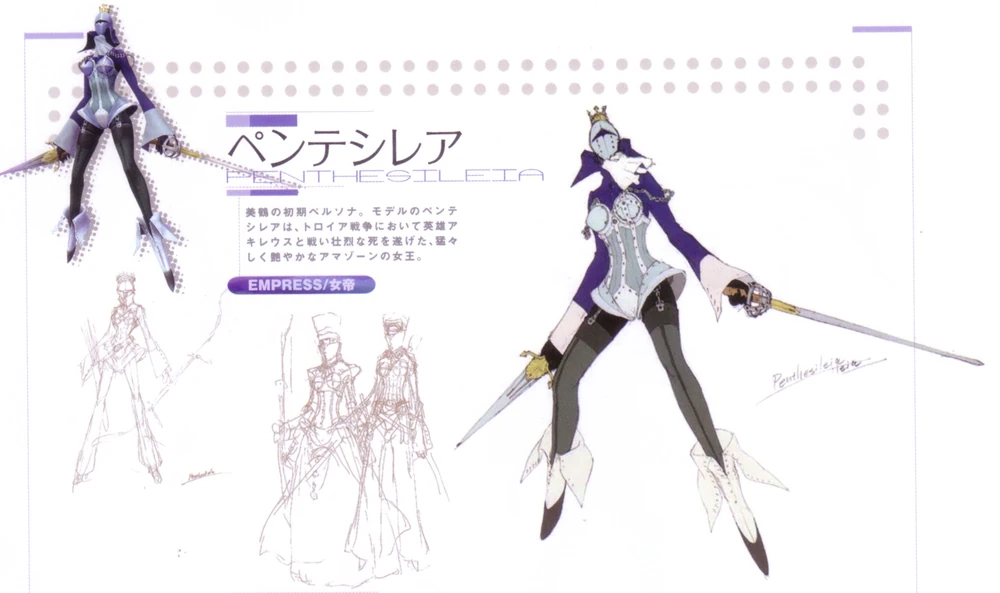 ペンテシレア
PENTHESILEIA
美鶴の初期ペルソナ。モデルのペンテ
シレアは、トロイア戦争において英雄ア
キレウスと戦い壮烈な死を遂げた、猛々
しく艶やかなアマゾーンの女王。
EMPRESS/女帝
Penthesileia